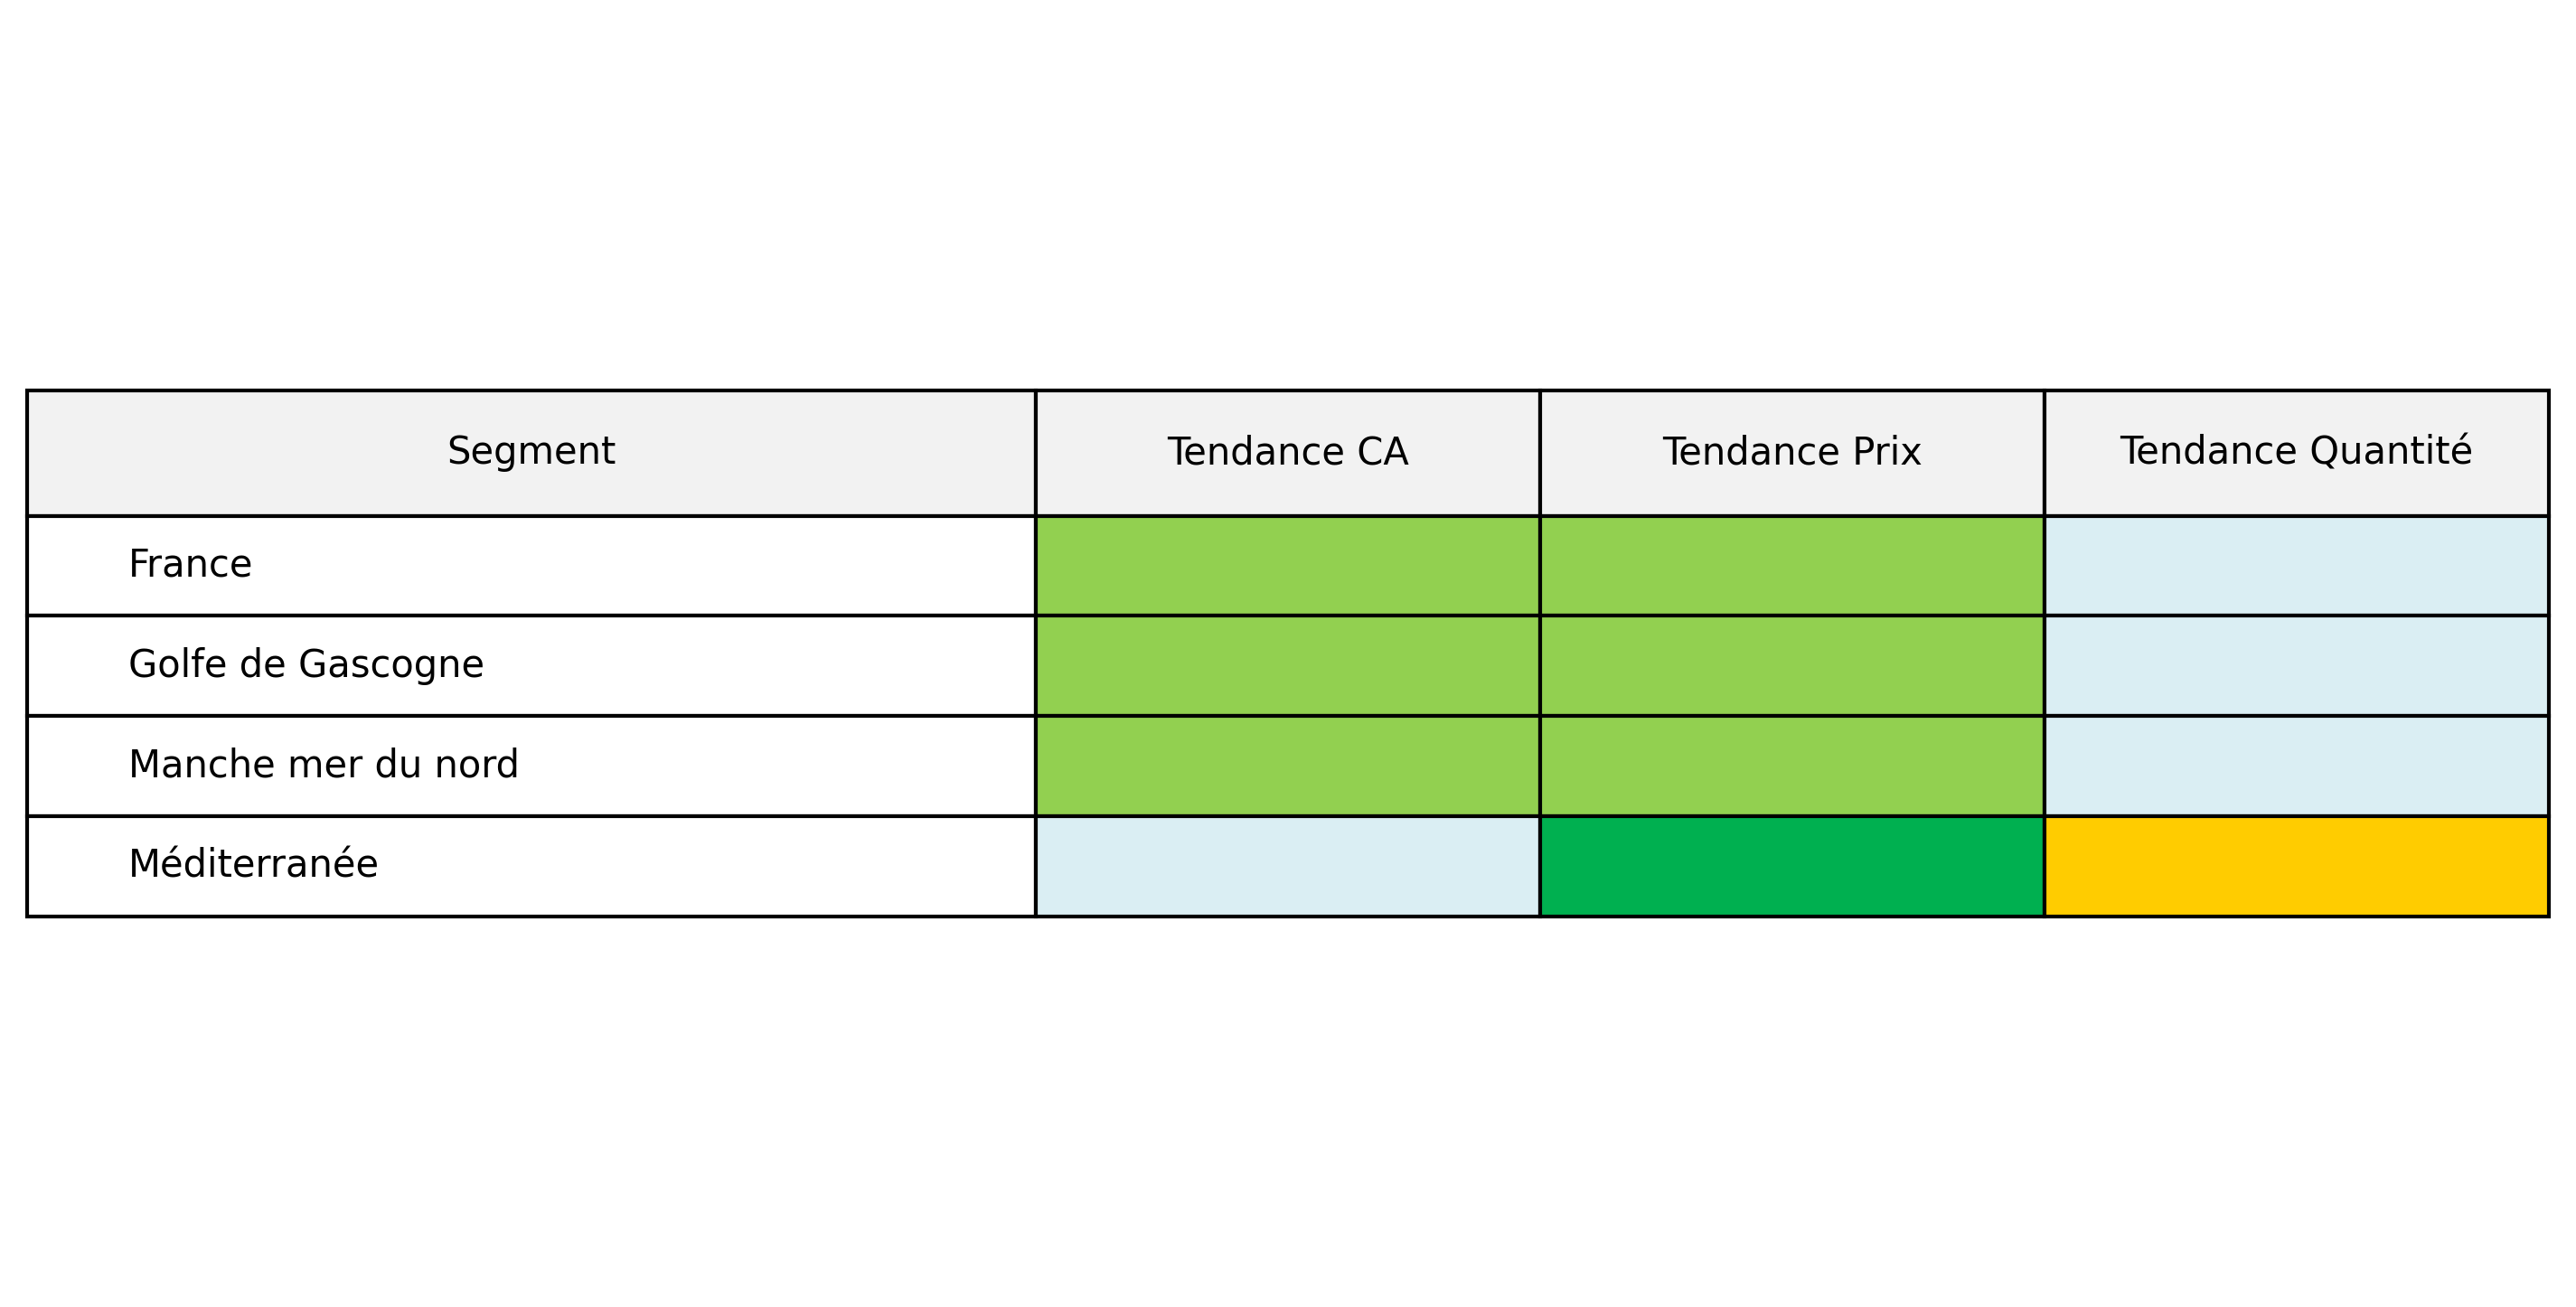 Segment Tendance CA Tendance Prix Tendance Quantité
France
Golfe de Gascogne
Manche mer du nord
Méditerranée